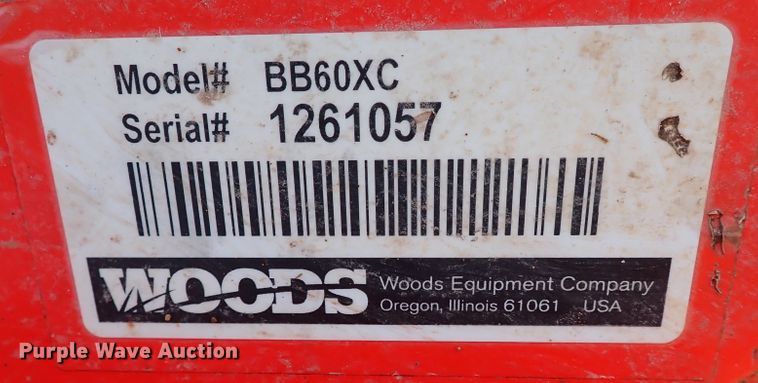 Model# BB60XC
Serial# 1261057
WOODS
Woods Equipment Company
Oregon, Illinois 61061 USA
Purple Wave Auction